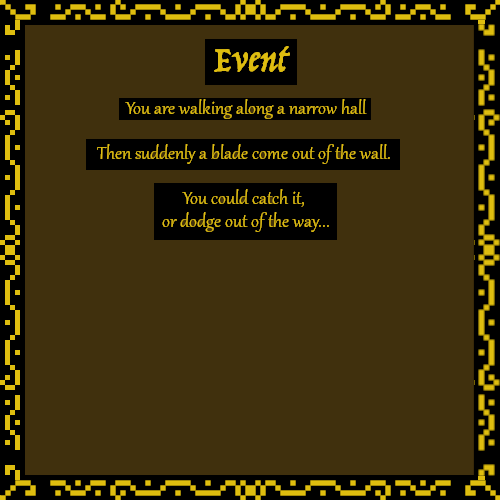 Event
You are walking along a narrow hall
Then suddenly a blade come out of the wall.
You could catch it,
or dodge out of the way...